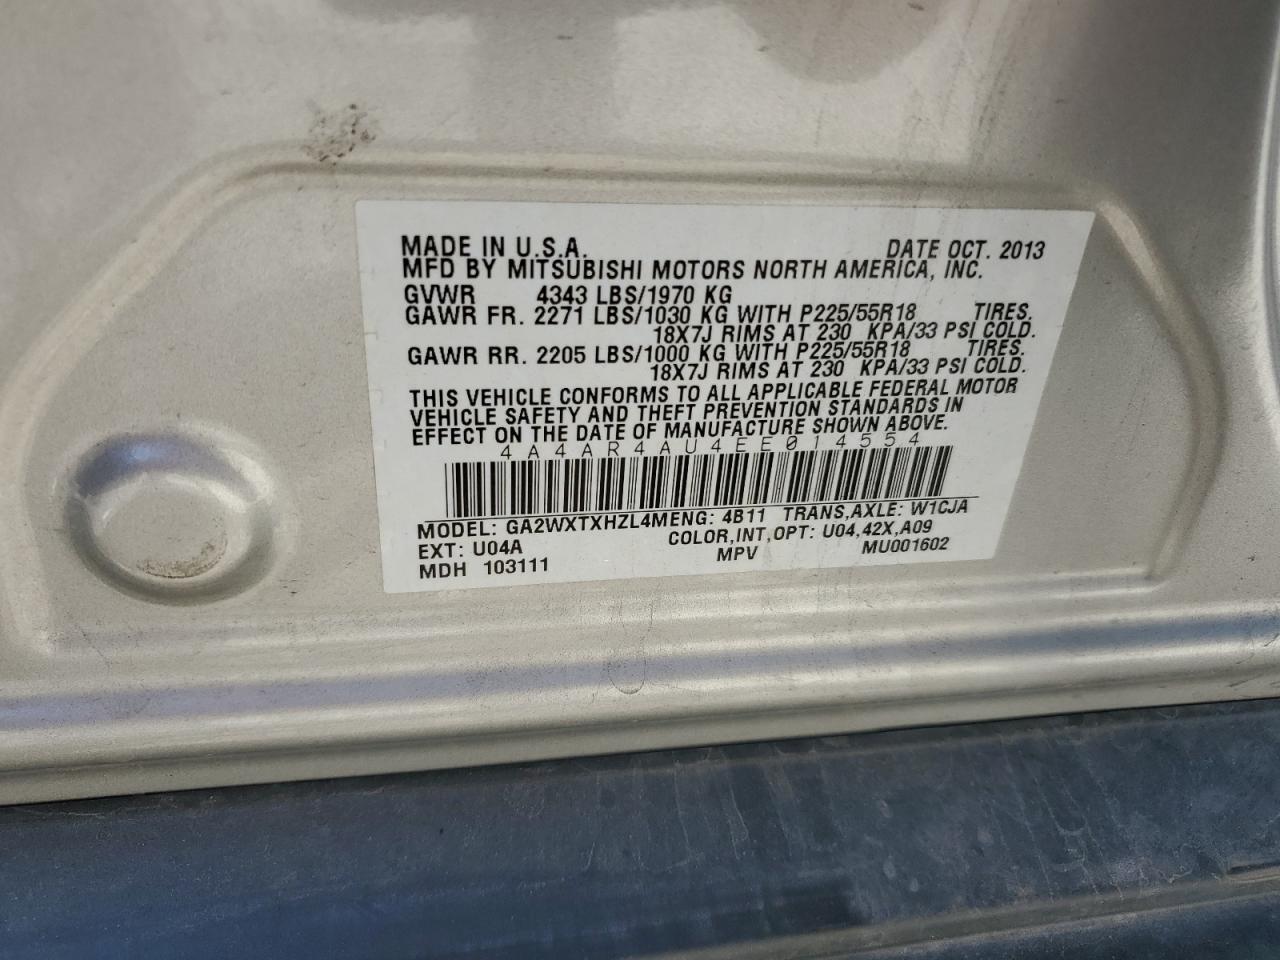 MADE IN U.S.A. DATE OCT. 2013
MFD BY MITSUBISHI MOTORS NORTH AMERICA, INC.
GVWR 4343 LBS/1970 KG
GAWR FR. 2271 LBS/1030 KG WITH P225/55R18 TIRES.
18X7J RIMS AT 230 KPA/33 PSI COLD.
GAWR RR. 2205 LBS/1000 KG WITH P225/55R18 TIRES.
18X7J RIMS AT 230 KPA/33 PSI COLD.
THIS VEHICLE CONFORMS TO ALL APPLICABLE FEDERAL MOTOR
VEHICLE SAFETY AND THEFT PREVENTION STANDARDS IN
EFFECT ON THE DATE OF MANUFACTURE SHOWN ABOVE.
4A4AR4AU4EE014554
MODEL: GA2WXTXHZL4M ENG: 4B11 TRANS,AXLE: W1CJA
EXT: U04A COLOR,INT,OPT: U04,42X,A09
MDH 103111 MPV MU001602